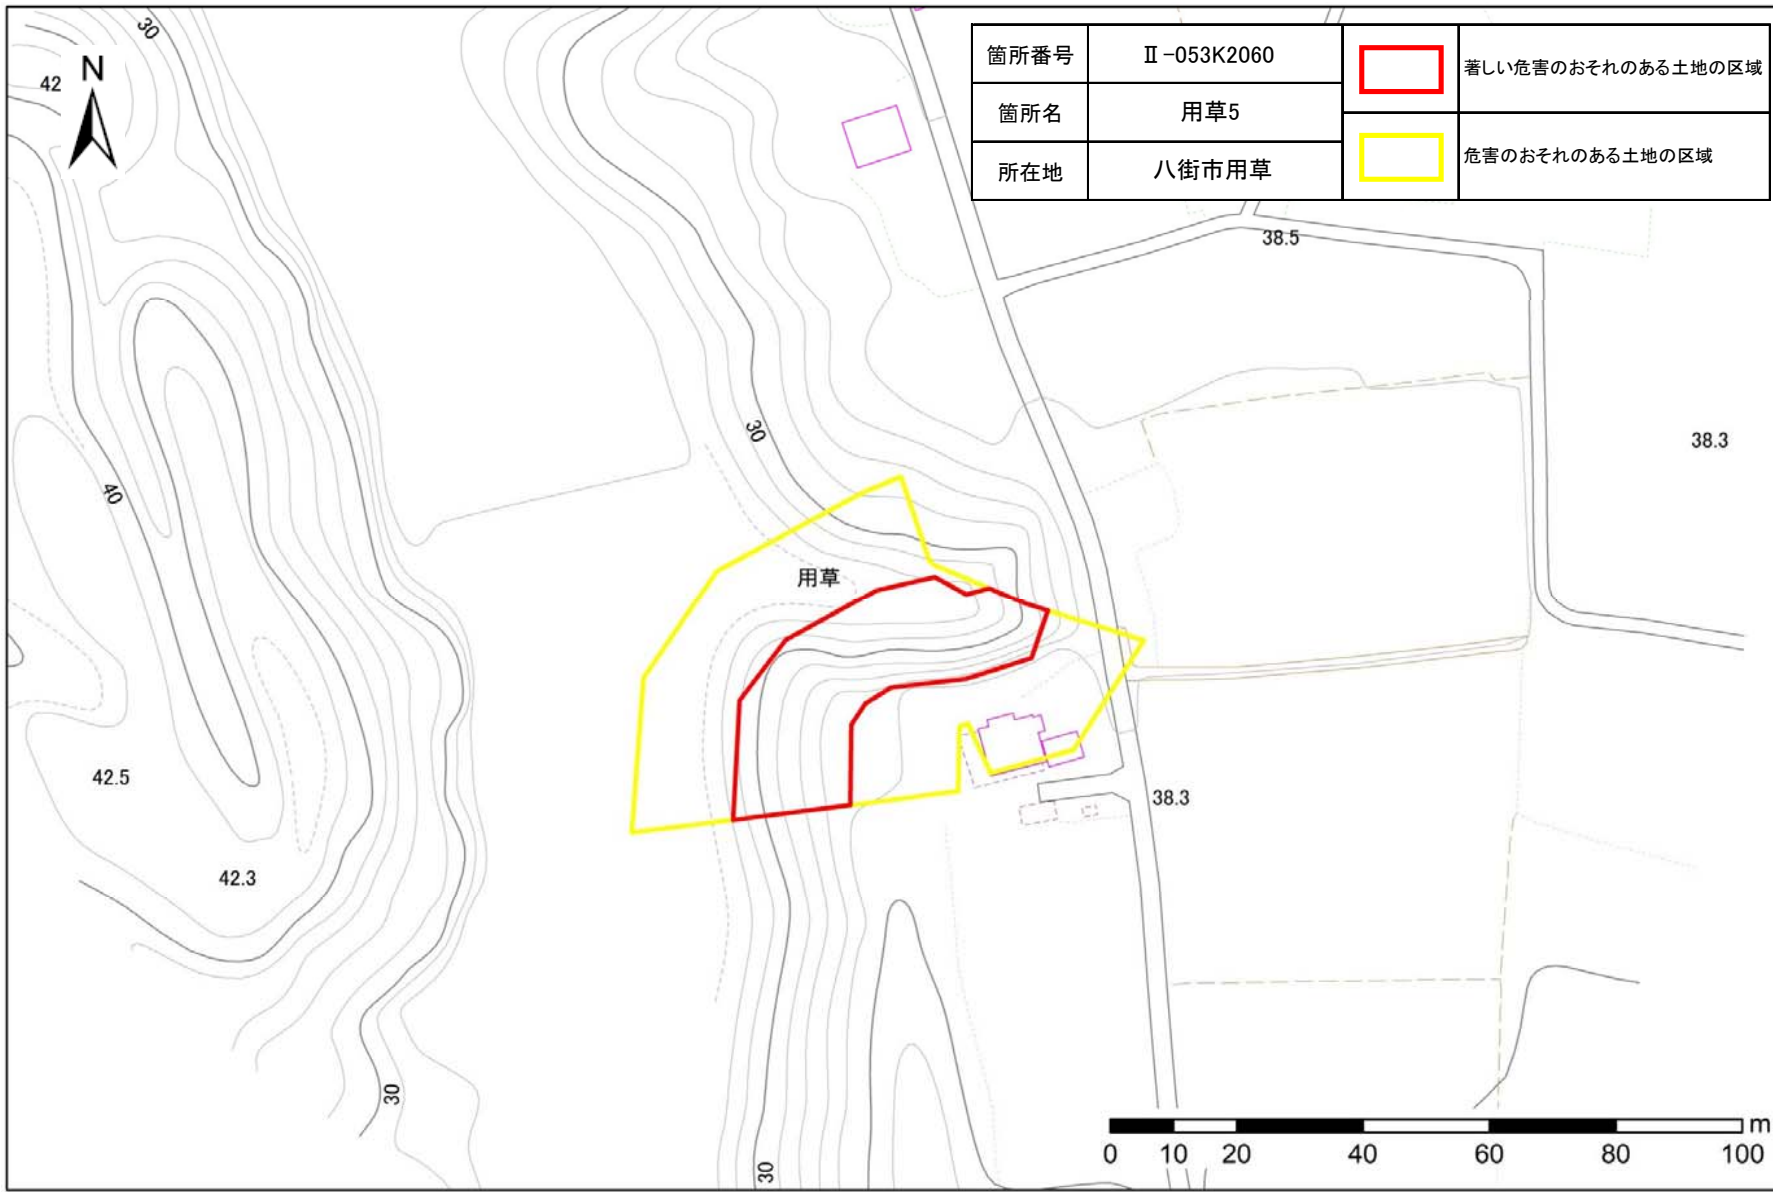 箇所番号 Ⅱ-053K2060 著しい危害のおそれのある土地の区域
箇所名 用草5
所在地 八街市用草 危害のおそれのある土地の区域
N
30
42
38.5
38.3
30
40
用草
42.5
38.3
42.3
30
30
m
0 10 20 40 60 80 100